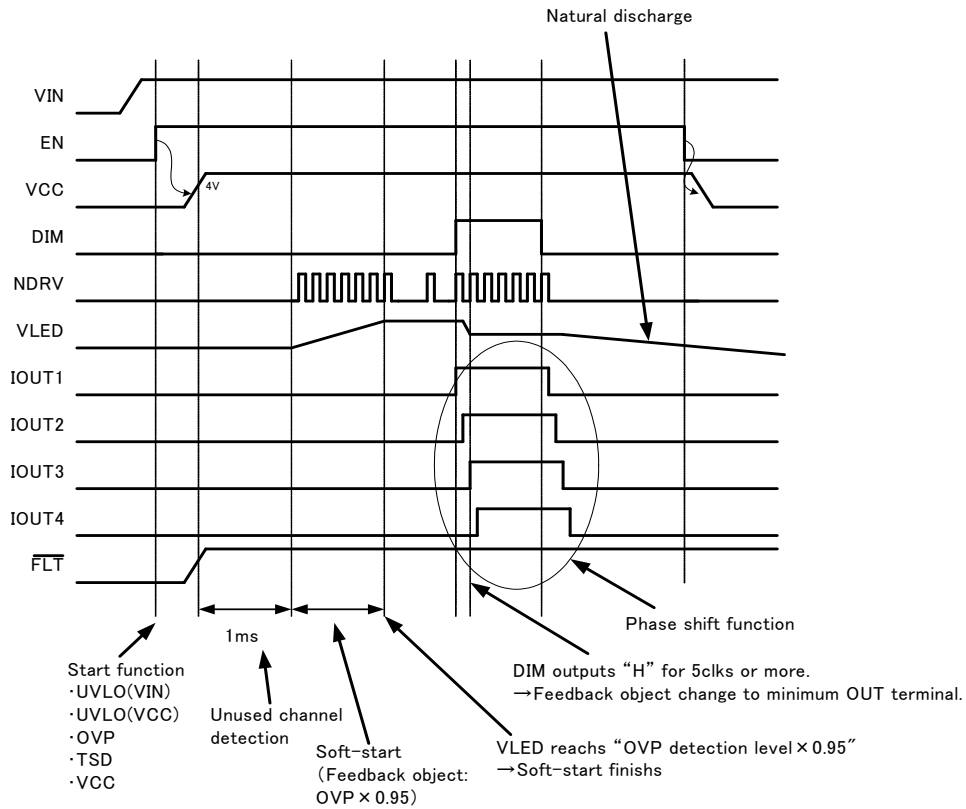 Natural discharge
VIN
EN
VCC
4V
DIM
NDRV
VLED
IOUT1
IOUT2
IOUT3
IOUT4
FLT
1ms
Phase shift function
Start function
・UVLO(VIN)
・UVLO(VCC)
・OVP
・TSD
・VCC
Unused channel
detection
Soft-start
(Feedback object:
OVP×0.95)
DIM outputs “H” for 5clks or more.
→Feedback object change to minimum OUT terminal.
VLED reachs “OVP detection level×0.95”
→Soft-start finishs